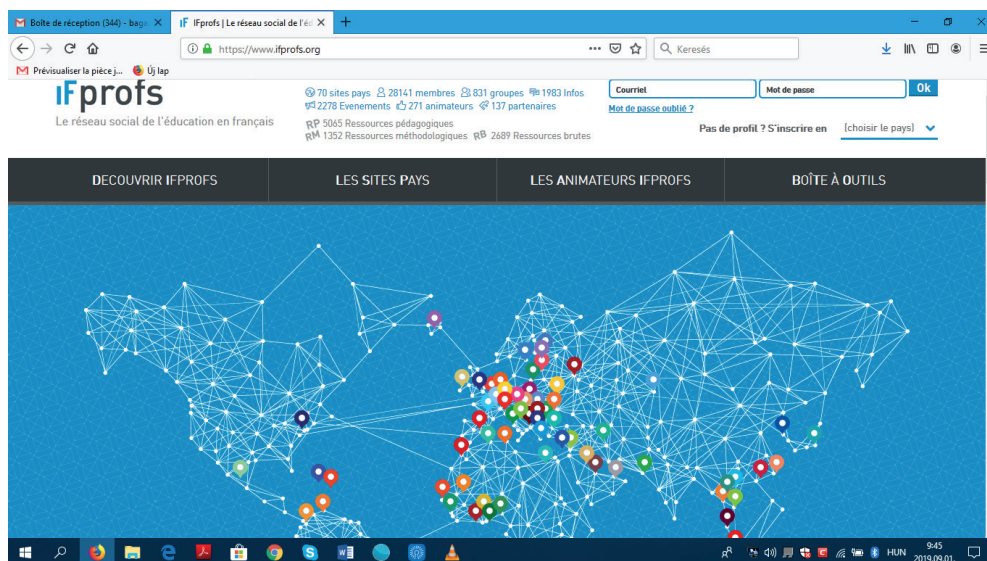 Boîte de réception (344) - baga
IFprofs | Le réseau social de l'éd
https://www.ifprofs.org
Keresés
Prévisualiser la pièce j...
Új lap
IFprofs
Le réseau social de l'éducation en français
70 sites pays 28141 membres 831 groupes 1983 Infos
2278 Evenements 271 animateurs 137 partenaires
RP 5065 Ressources pédagogiques
RM 1352 Ressources méthodologiques RB 2689 Ressources brutes
Courriel
Mot de passe
Ok
Mot de passe oublié ?
Pas de profil ? S'inscrire en
(choisir le pays)
DECOUVRIR IFPROFS
LES SITES PAYS
LES ANIMATEURS IFPROFS
BOÎTE À OUTILS
HUN
9:45
2019.09.01.